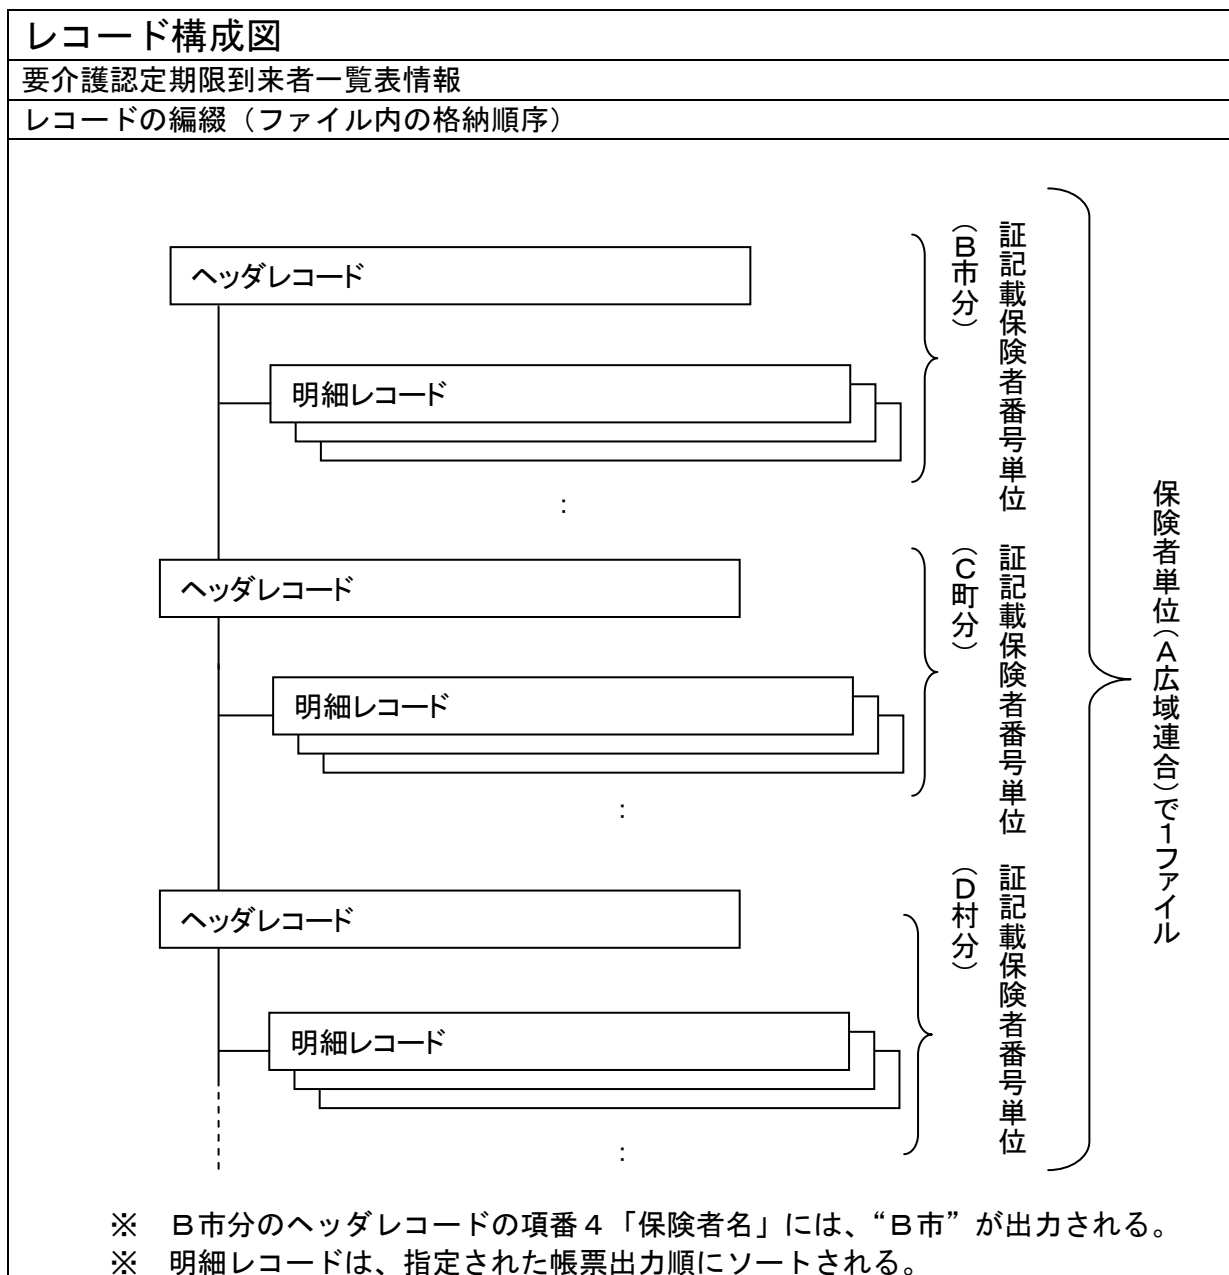 レコード構成図
要介護認定期限到来者一覧表情報
レコードの編綴（ファイル内の格納順序）
ヘッダレコード
明細レコード
：
証記載保険者番号単位
（Ｂ市分）
ヘッダレコード
明細レコード
：
証記載保険者番号単位
（Ｃ町分）
ヘッダレコード
明細レコード
：
証記載保険者番号単位
（Ｄ村分）
保険者単位（Ａ広域連合）で１ファイル
※　Ｂ市分のヘッダレコードの項番４「保険者名」には、“Ｂ市”が出力される。
※　明細レコードは、指定された帳票出力順にソートされる。